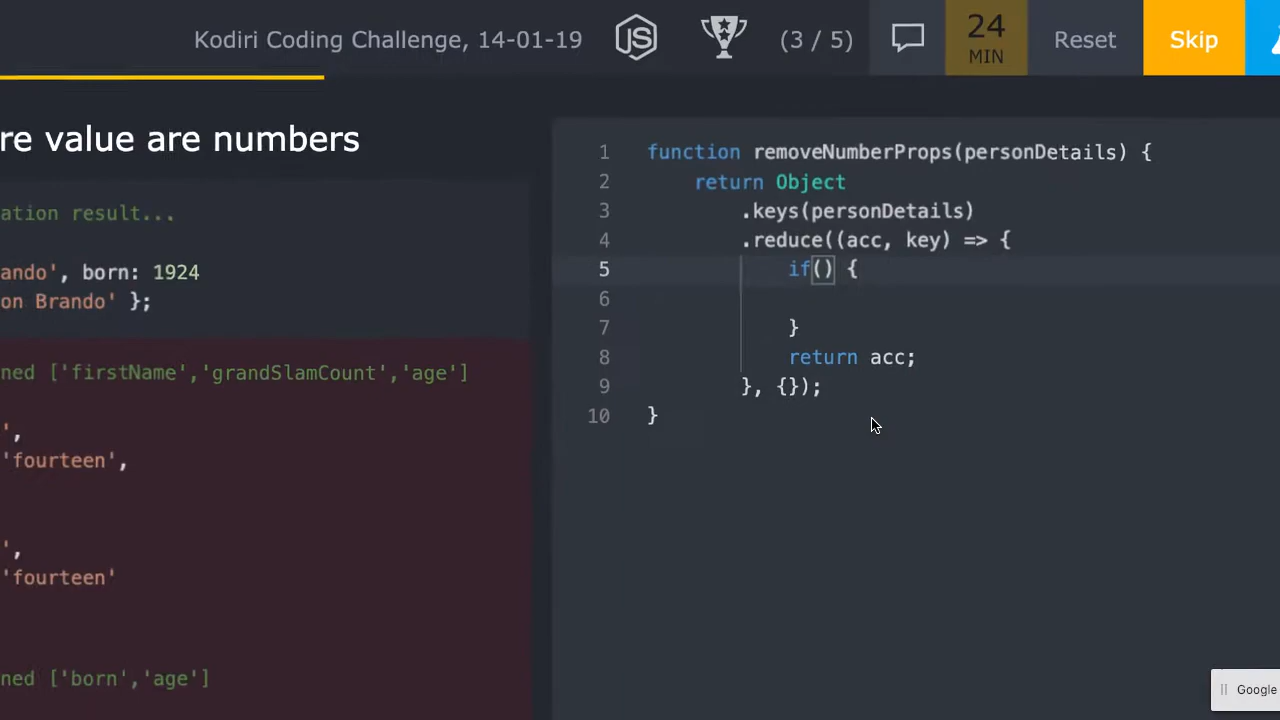 Kodiri Coding Challenge, 14-01-19
JS
(3 / 5)
24
MIN
Reset
Skip
re value are numbers
ation result...
ando', born: 1924
on Brando' };
ned ['firstName','grandSlamCount','age']
',
'fourteen',
',
'fourteen'
ned ['born','age']
1 function removeNumberProps(personDetails) {
2 return Object
3 .keys(personDetails)
4 .reduce((acc, key) => {
5 if() {
6
7 }
8 return acc;
9 }, {});
10 }
Google